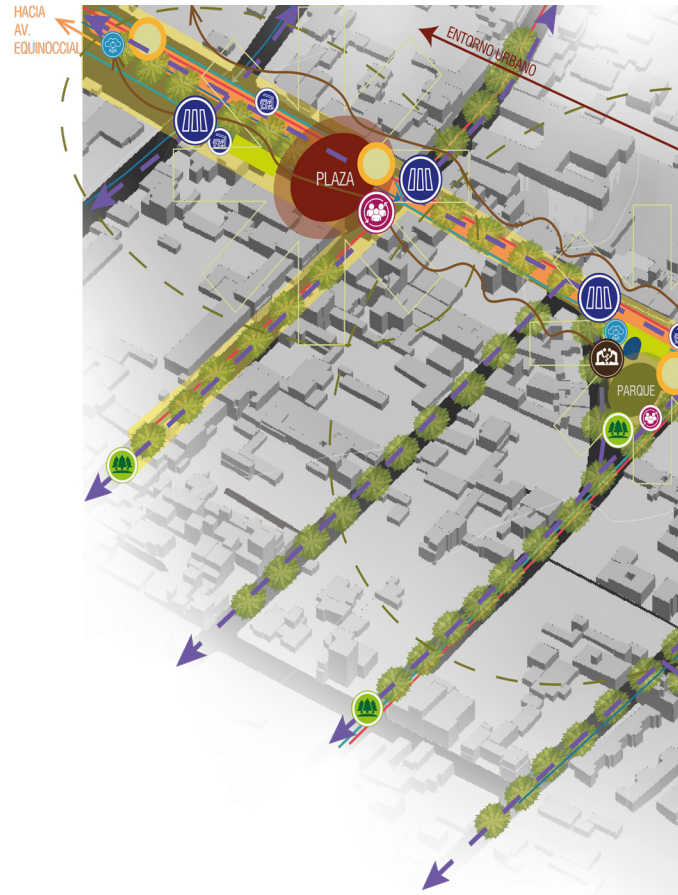 HACIA
AV.
EQUINOCCIAL
ENTORNO URBANO
PLAZA
PARQUE